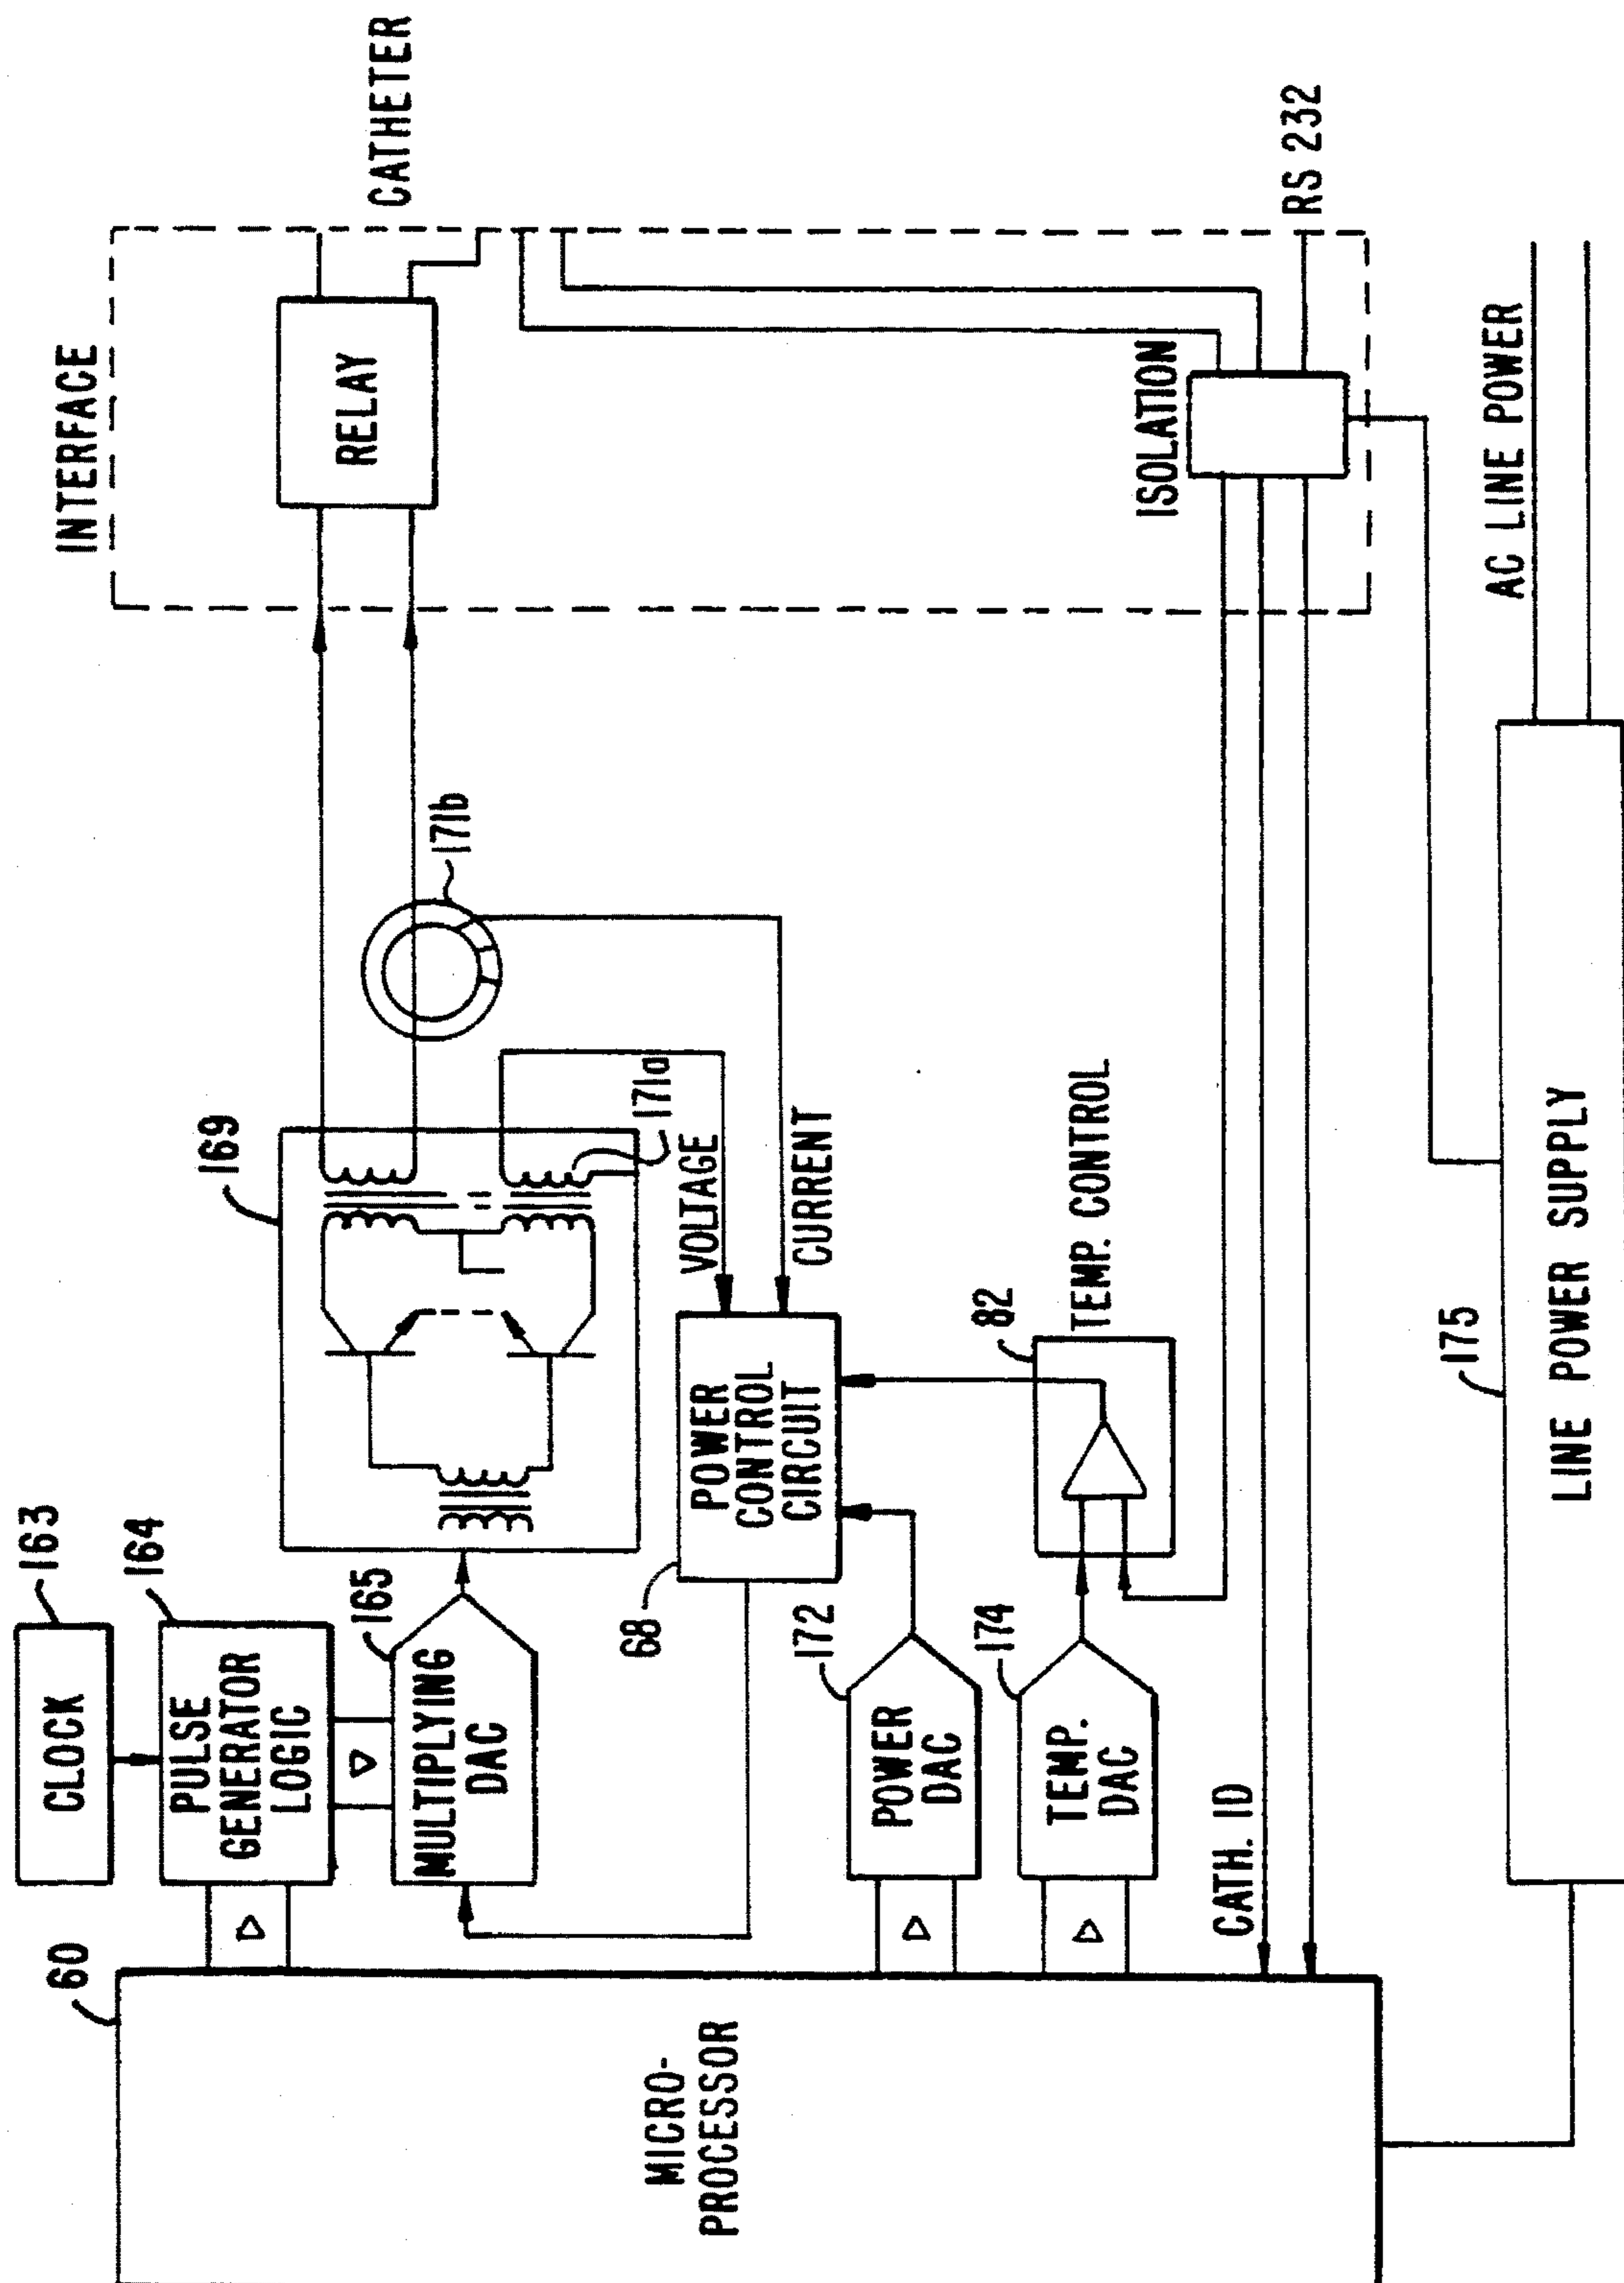 60
MICRO-
PROCESSOR
163
CLOCK
164
PULSE
GENERATOR
LOGIC
165
MULTIPLYING
DAC
169
171a
171b
VOLTAGE
CURRENT
68
POWER
CONTROL
CIRCUIT
172
POWER
DAC
174
TEMP.
DAC
82
TEMP. CONTROL
CATH. ID
INTERFACE
RELAY
CATHETER
ISOLATION
RS 232
AC LINE POWER
175
LINE POWER SUPPLY